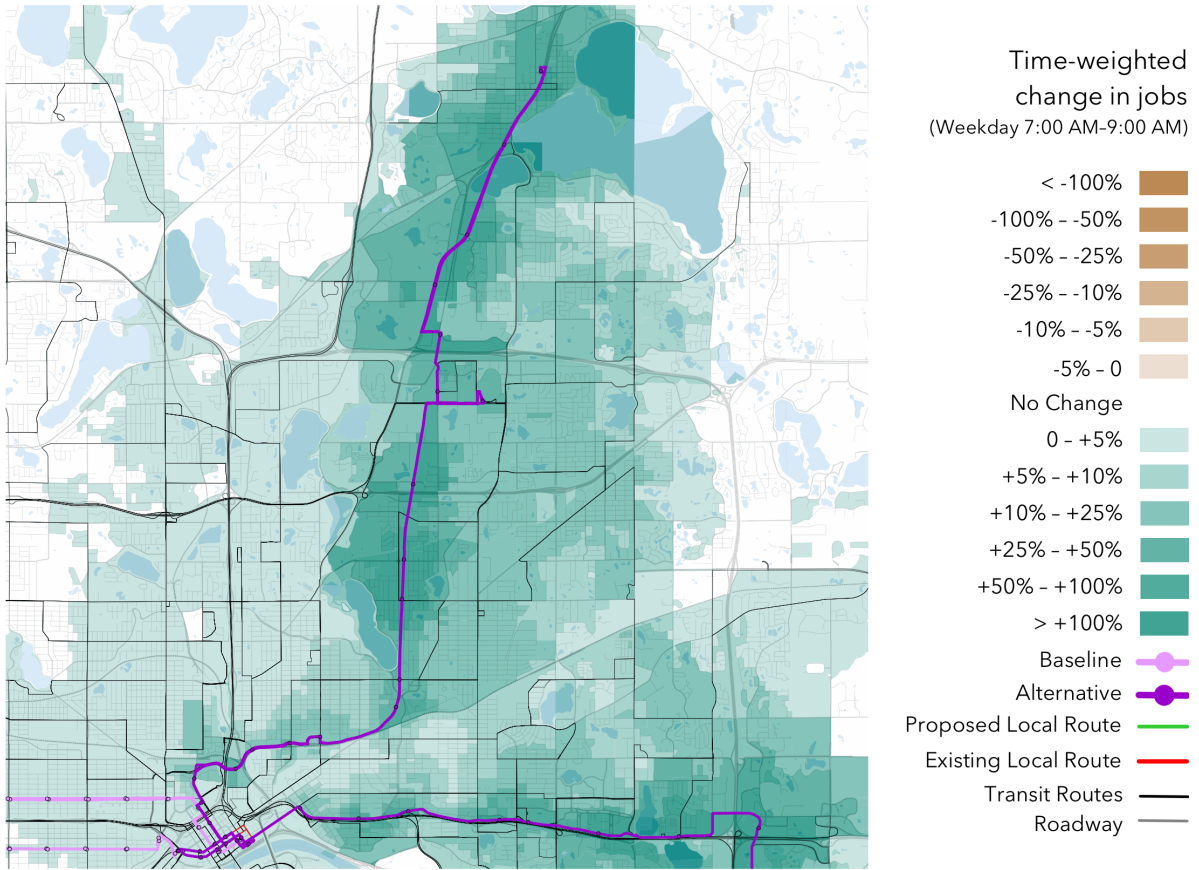 Time-weighted
change in jobs
(Weekday 7:00 AM–9:00 AM)
< -100%
-100% – -50%
-50% – -25%
-25% – -10%
-10% – -5%
-5% – 0
No Change
0 – +5%
+5% – +10%
+10% – +25%
+25% – +50%
+50% – +100%
> +100%
Baseline
Alternative
Proposed Local Route
Existing Local Route
Transit Routes
Roadway